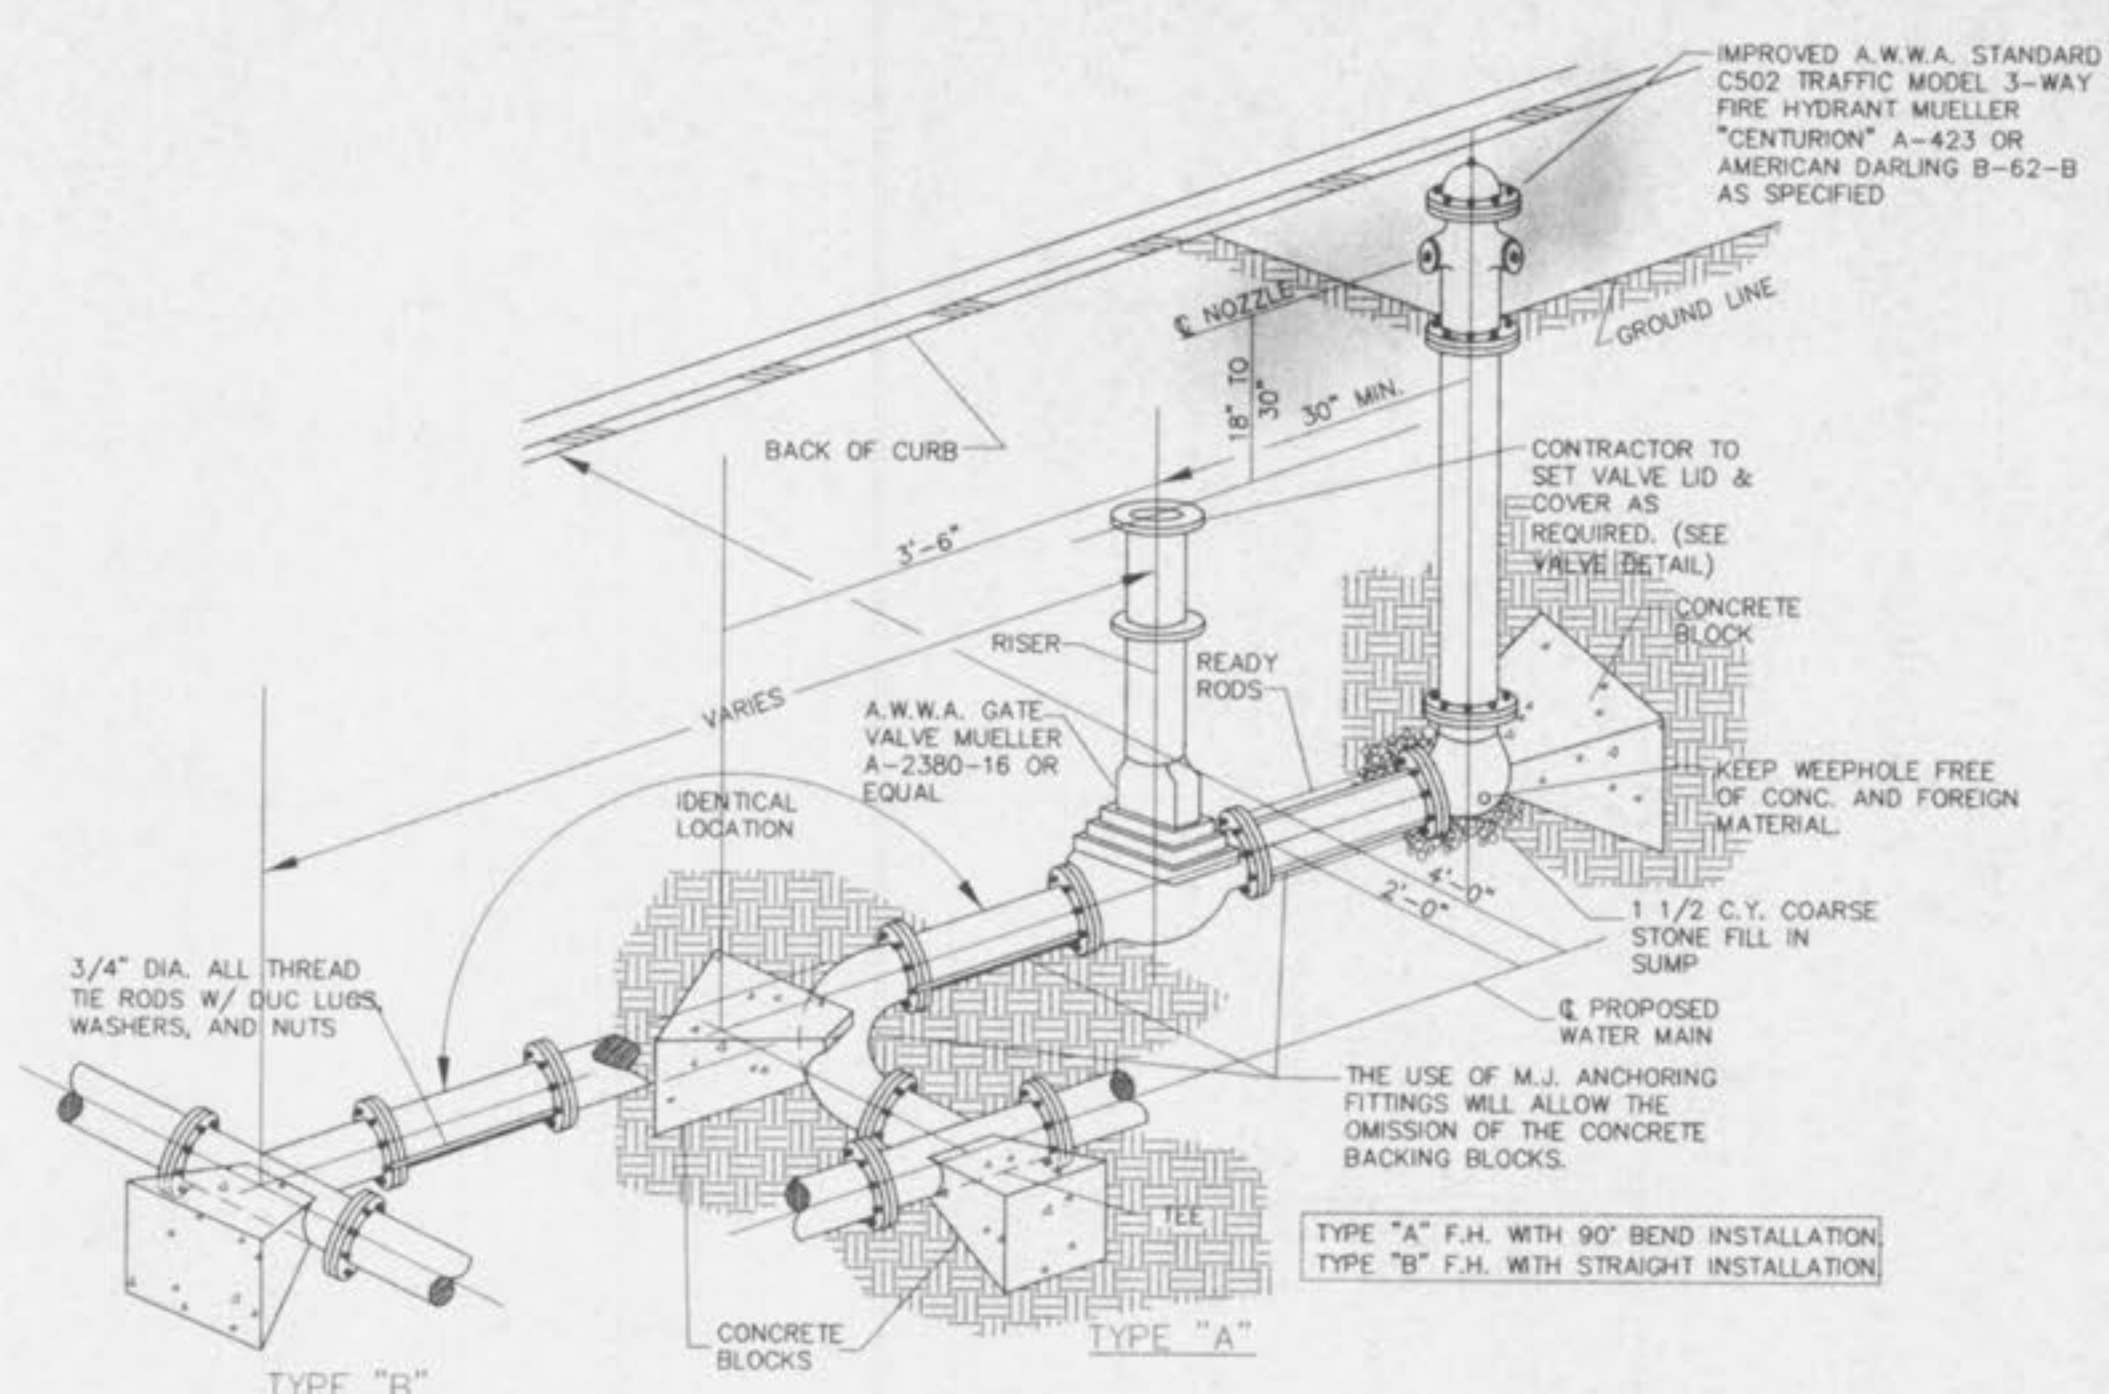 IMPROVED A.W.W.A. STANDARD
C502 TRAFFIC MODEL 3-WAY
FIRE HYDRANT MUELLER
"CENTURION" A-423 OR
AMERICAN DARLING B-62-B
AS SPECIFIED
℄ NOZZLE
GROUND LINE
18" TO
30"
30" MIN.
BACK OF CURB
CONTRACTOR TO
SET VALVE LID &
COVER AS
REQUIRED. (SEE
VALVE DETAIL)
3'-6"
CONCRETE
BLOCK
RISER
READY
RODS
VARIES
A.W.W.A. GATE
VALVE MUELLER
A-2380-16 OR
EQUAL
KEEP WEEPHOLE FREE
OF CONC. AND FOREIGN
MATERIAL.
IDENTICAL
LOCATION
4'-0"
2'-0"
1 1/2 C.Y. COARSE
STONE FILL IN
SUMP
3/4" DIA. ALL THREAD
TIE RODS W/ DUC LUGS,
WASHERS, AND NUTS
℄ PROPOSED
WATER MAIN
THE USE OF M.J. ANCHORING
FITTINGS WILL ALLOW THE
OMISSION OF THE CONCRETE
BACKING BLOCKS.
TEE
TYPE "A" F.H. WITH 90° BEND INSTALLATION.
TYPE "B" F.H. WITH STRAIGHT INSTALLATION.
CONCRETE
BLOCKS
TYPE "A"
TYPE "B"